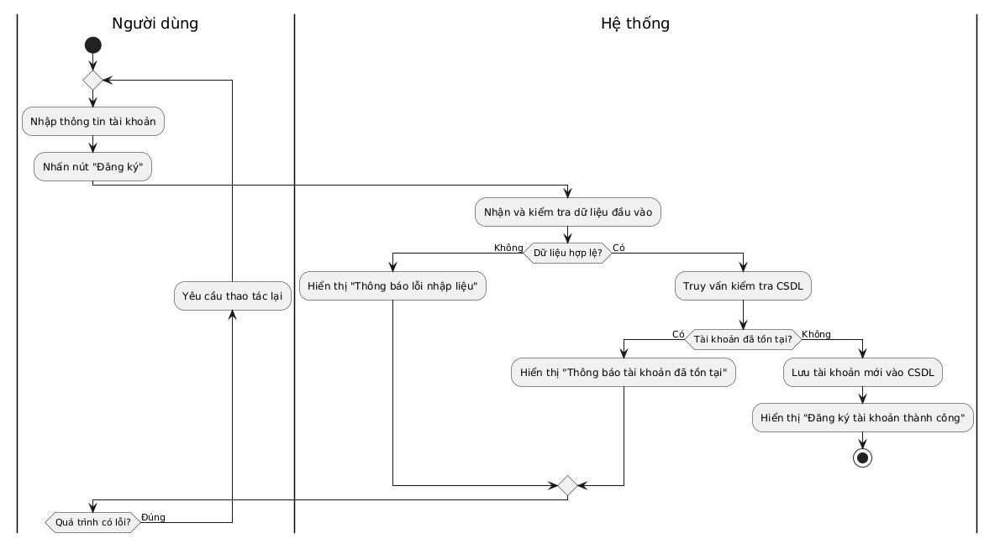 Người dùng
Hệ thống
Nhập thông tin tài khoản
Nhấn nút "Đăng ký"
Nhận và kiểm tra dữ liệu đầu vào
Không
Dữ liệu hợp lệ?
Có
Yêu cầu thao tác lại
Hiển thị "Thông báo lỗi nhập liệu"
Truy vấn kiểm tra CSDL
Có
Tài khoản đã tồn tại?
Không
Hiển thị "Thông báo tài khoản đã tồn tại"
Lưu tài khoản mới vào CSDL
Hiển thị "Đăng ký tài khoản thành công"
Quá trình có lỗi?
Đúng